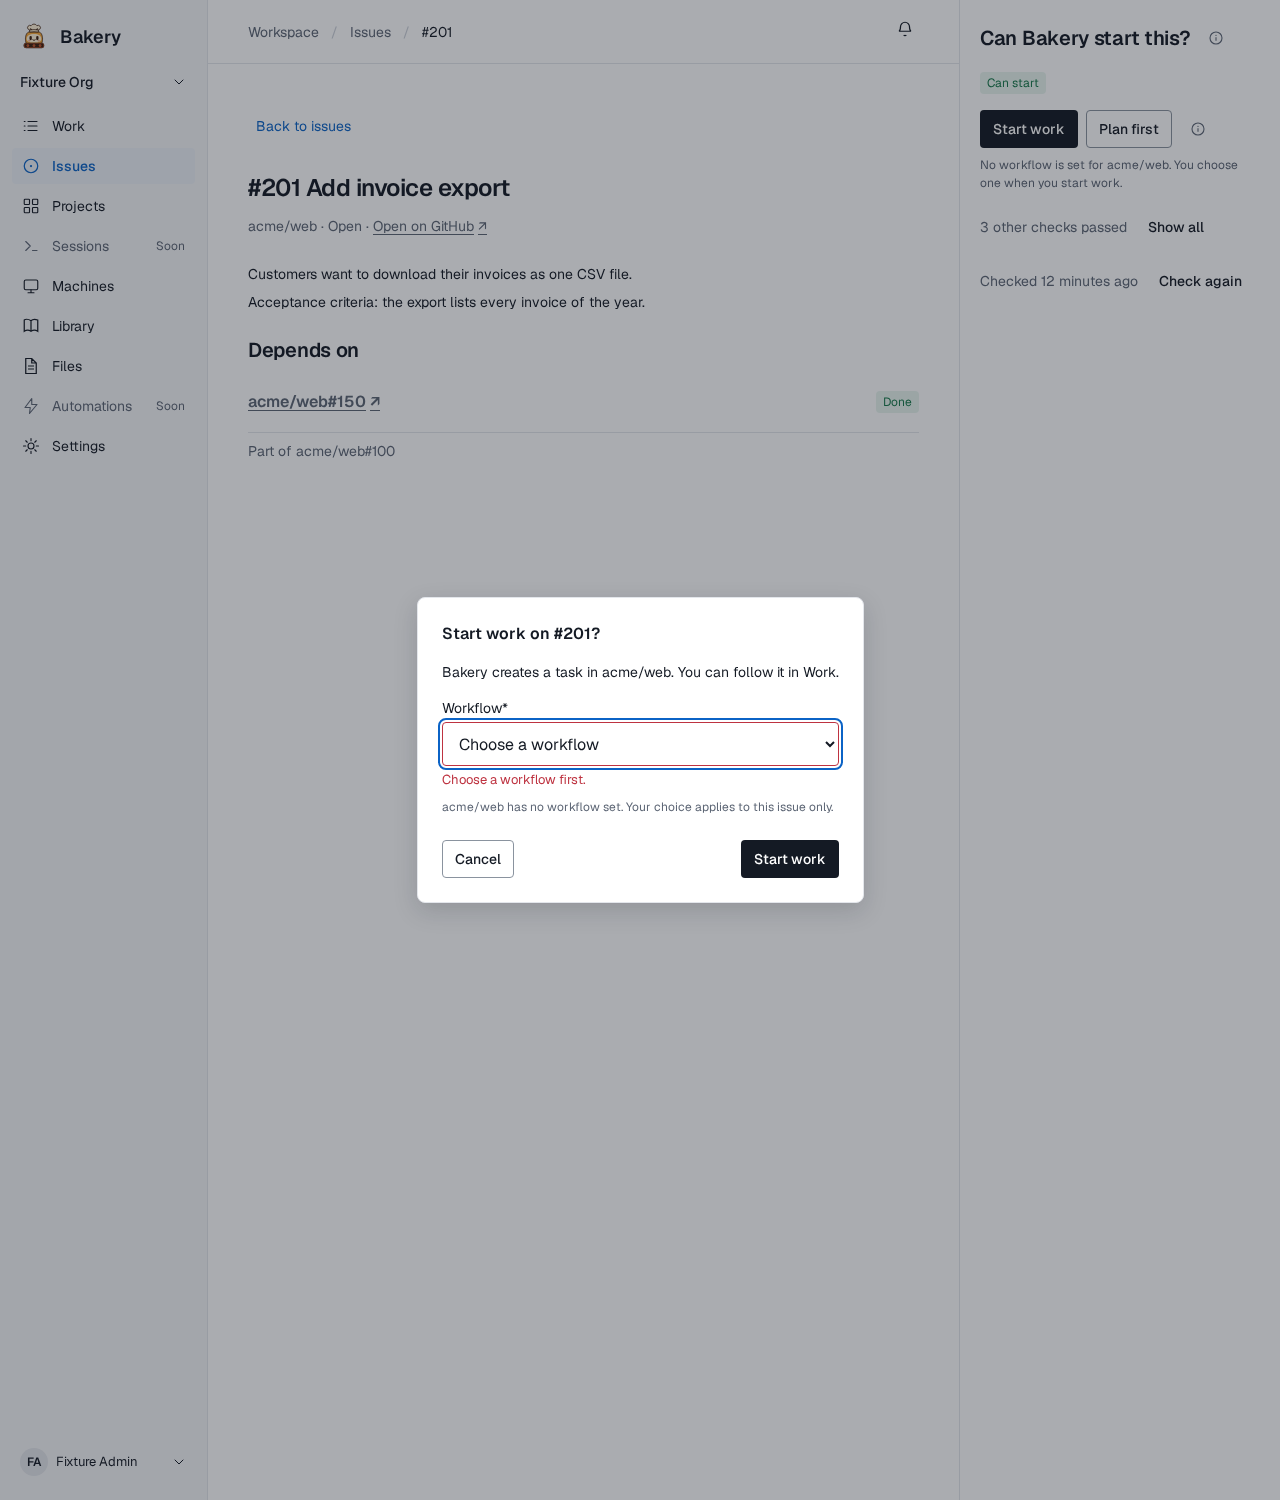 Bakery
Fixture Org
Work
Issues
Projects
Sessions Soon
Machines
Library
Files
Automations Soon
Settings
FA Fixture Admin
Workspace / Issues / #201
Back to issues
#201 Add invoice export
acme/web · Open · Open on GitHub ↗
Customers want to download their invoices as one CSV file.
Acceptance criteria: the export lists every invoice of the year.
Depends on
acme/web#150 ↗ Done
Part of acme/web#100
Can Bakery start this?
Can start
Start work Plan first
No workflow is set for acme/web. You choose
one when you start work.
3 other checks passed Show all
Checked 12 minutes ago Check again
Start work on #201?
Bakery creates a task in acme/web. You can follow it in Work.
Workflow*
Choose a workflow
Choose a workflow first.
acme/web has no workflow set. Your choice applies to this issue only.
Cancel Start work